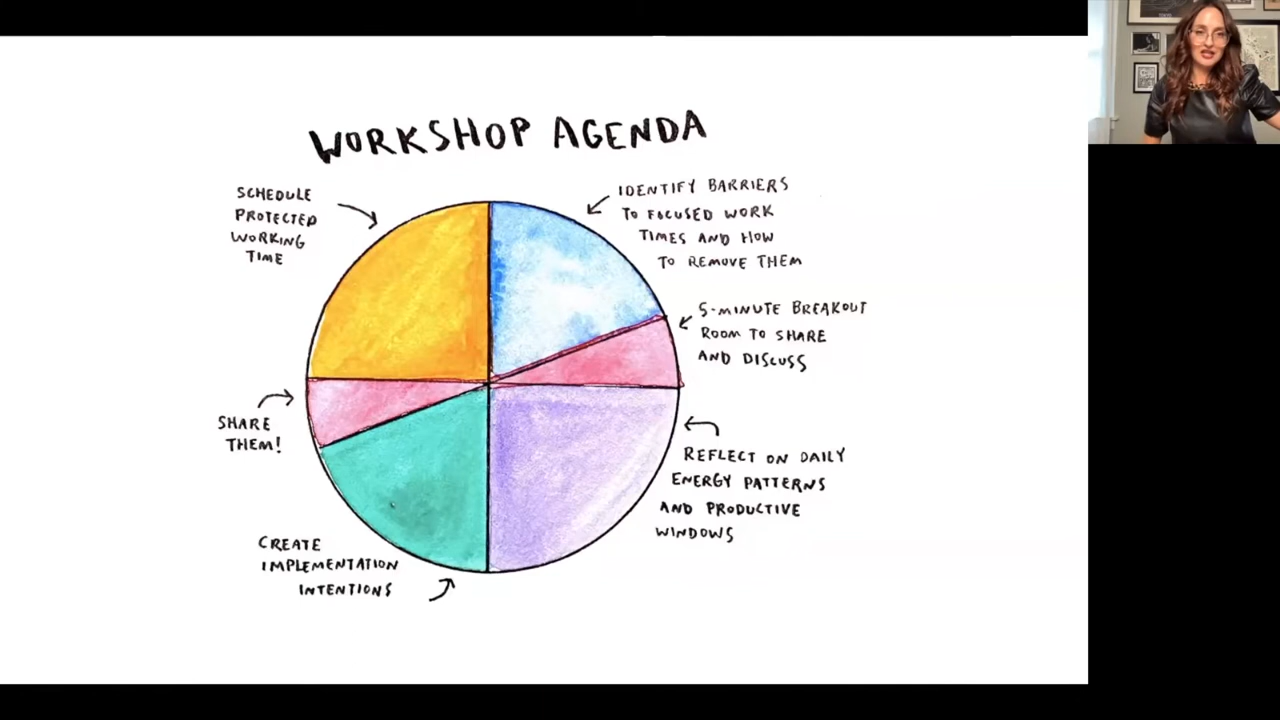 WORKSHOP AGENDA
SCHEDULE
PROTECTED
WORKING
TIME
IDENTIFY BARRIERS
TO FOCUSED WORK
TIMES AND HOW
TO REMOVE THEM
5-MINUTE BREAKOUT
ROOM TO SHARE
AND DISCUSS
SHARE
THEM!
REFLECT ON DAILY
ENERGY PATTERNS
AND PRODUCTIVE
WINDOWS
CREATE
IMPLEMENTATION
INTENTIONS